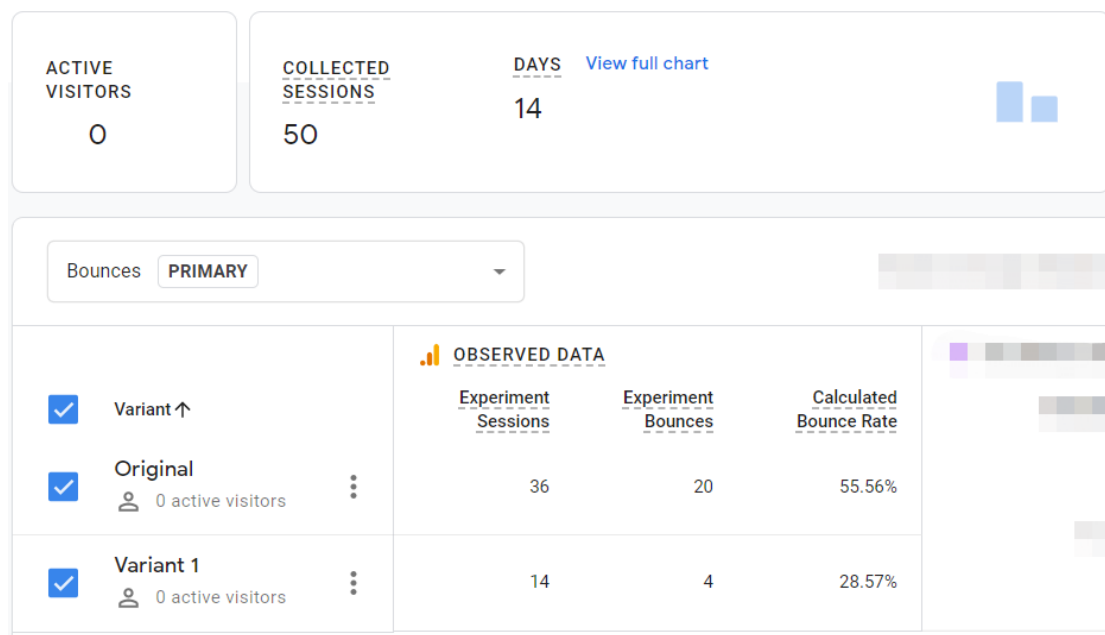 ACTIVE
VISITORS
0
COLLECTED
SESSIONS
50
DAYS
14
View full chart
Bounces PRIMARY
OBSERVED DATA
Variant
Experiment
Sessions
Experiment
Bounces
Calculated
Bounce Rate
Original
0 active visitors
36 20 55.56%
Variant 1
0 active visitors
14 4 28.57%